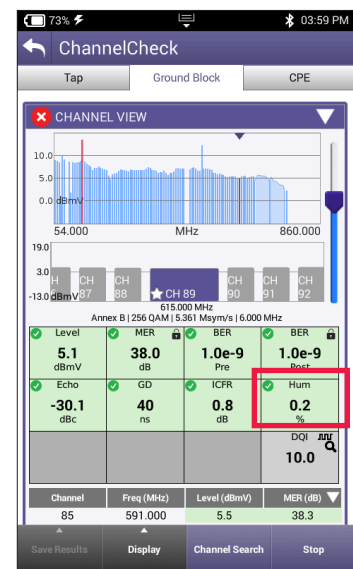 73%
03:59 PM
ChannelCheck
Tap Ground Block CPE
CHANNEL VIEW
10.0
5.0
0.0 dBmV
54.000 MHz 860.000
19.0
3.0
-13.0 dBmV
H 87 CH 88 CH 89 CH 90 CH 91 CH 92
615.000 MHz
Annex B | 256 QAM | 5.361 Msym/s | 6.000 MHz
Level MER BER BER
5.1 38.0 1.0e-9 1.0e-9
dBmV dB Pre Post
Echo GD ICFR Hum
-30.1 40 0.8 0.2
dBc ns dB %
DQI
10.0
Channel Freq (MHz) Level (dBmV) MER (dB)
85 591.000 5.5 38.3
Save Results Display Channel Search Stop